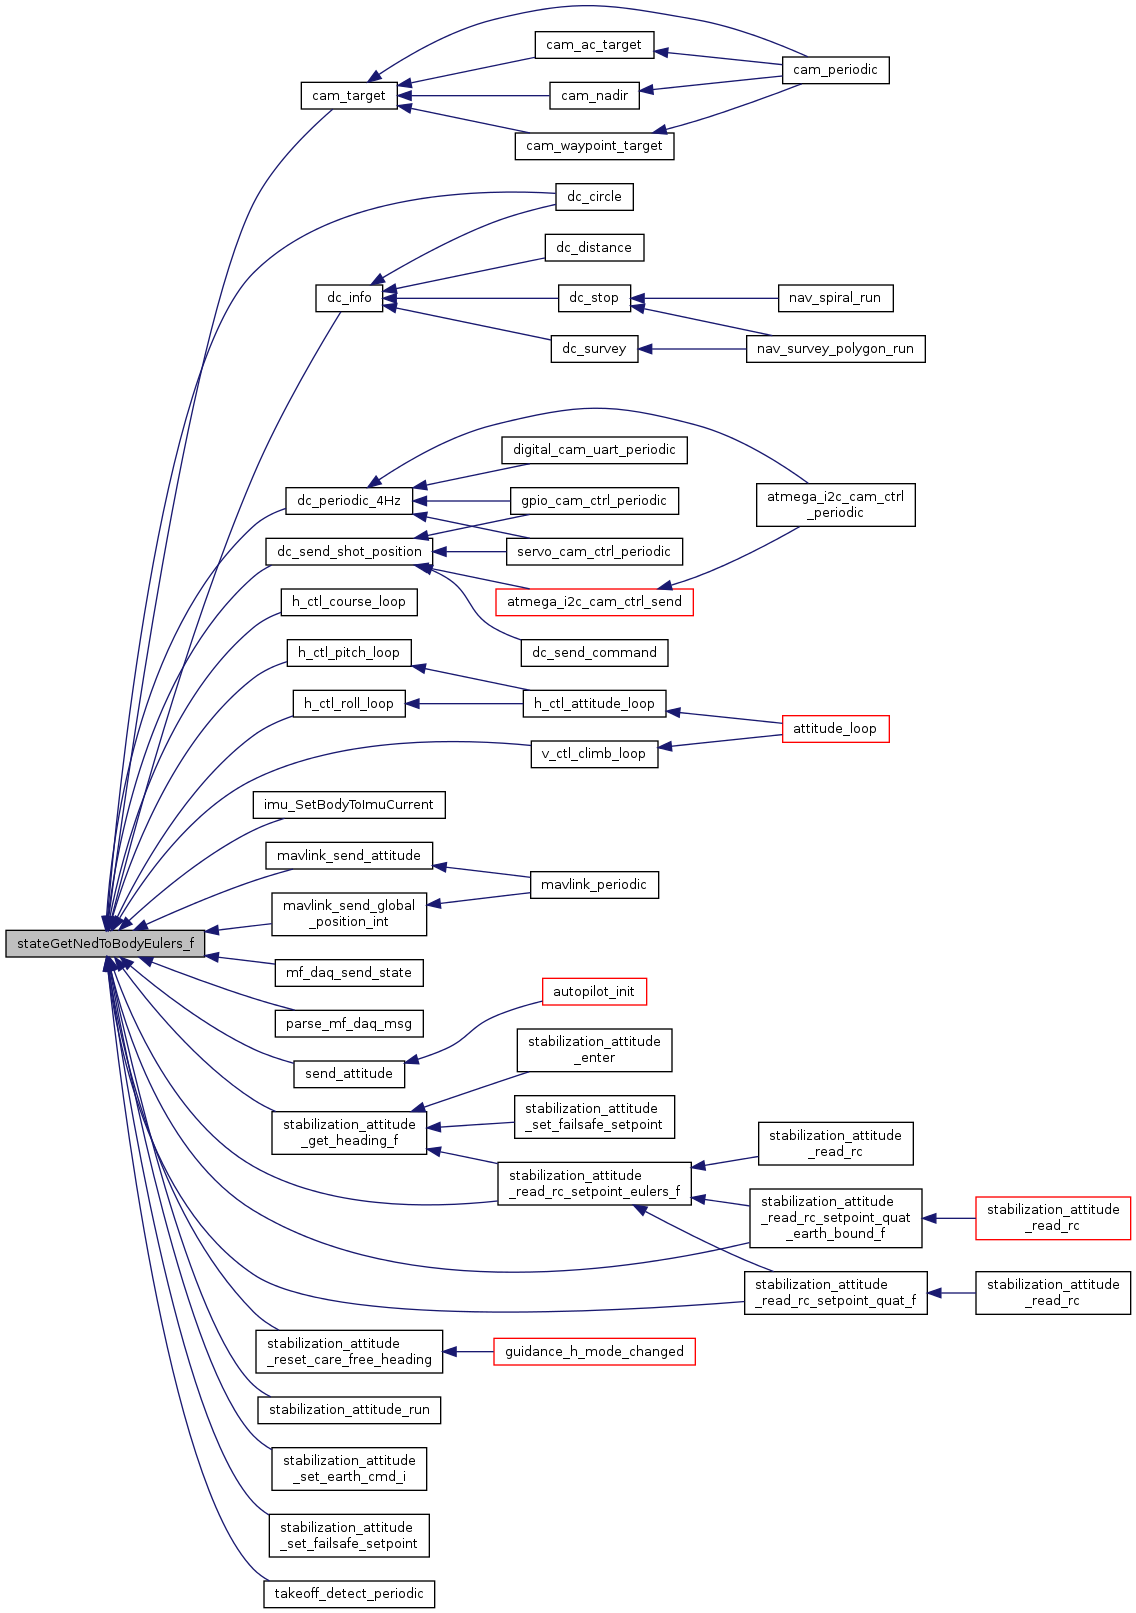 cam_ac_target
cam_periodic
cam_target
cam_nadir
cam_waypoint_target
dc_circle
dc_distance
dc_info
dc_stop
nav_spiral_run
dc_survey
nav_survey_polygon_run
digital_cam_uart_periodic
dc_periodic_4Hz
gpio_cam_ctrl_periodic
atmega_i2c_cam_ctrl
_periodic
dc_send_shot_position
servo_cam_ctrl_periodic
h_ctl_course_loop
atmega_i2c_cam_ctrl_send
h_ctl_pitch_loop
dc_send_command
h_ctl_roll_loop
h_ctl_attitude_loop
attitude_loop
v_ctl_climb_loop
imu_SetBodyToImuCurrent
mavlink_send_attitude
mavlink_periodic
mavlink_send_global
_position_int
stateGetNedToBodyEulers_f
mf_daq_send_state
autopilot_init
parse_mf_daq_msg
stabilization_attitude
_enter
send_attitude
stabilization_attitude
_set_failsafe_setpoint
stabilization_attitude
_get_heading_f
stabilization_attitude
_read_rc
stabilization_attitude
_read_rc_setpoint_eulers_f
stabilization_attitude
_read_rc_setpoint_quat
_earth_bound_f
stabilization_attitude
_read_rc
stabilization_attitude
_read_rc_setpoint_quat_f
stabilization_attitude
_read_rc
stabilization_attitude
_reset_care_free_heading
guidance_h_mode_changed
stabilization_attitude_run
stabilization_attitude
_set_earth_cmd_i
stabilization_attitude
_set_failsafe_setpoint
takeoff_detect_periodic